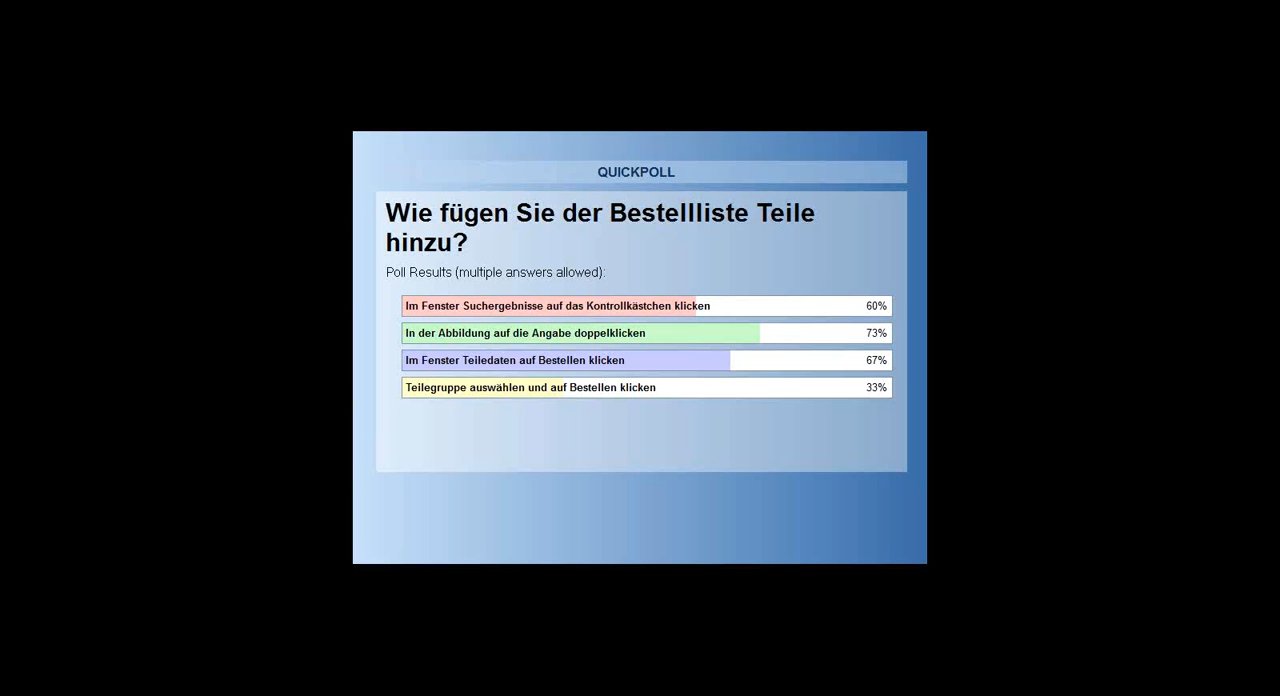 QUICKPOLL
Wie fügen Sie der Bestellliste Teile
hinzu?
Poll Results (multiple answers allowed):
Im Fenster Suchergebnisse auf das Kontrollkästchen klicken 60%
In der Abbildung auf die Angabe doppelklicken 73%
Im Fenster Teiledaten auf Bestellen klicken 67%
Teilegruppe auswählen und auf Bestellen klicken 33%